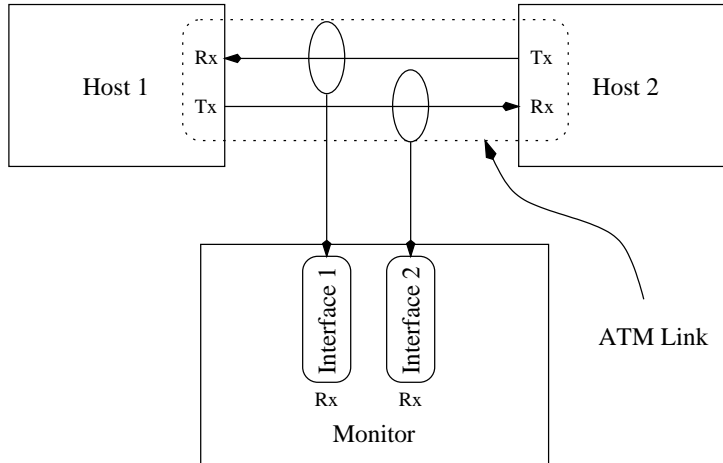 Rx
Tx
Host 1
Host 2
Tx
Rx
Interface 1
Interface 2
ATM Link
Rx
Rx
Monitor